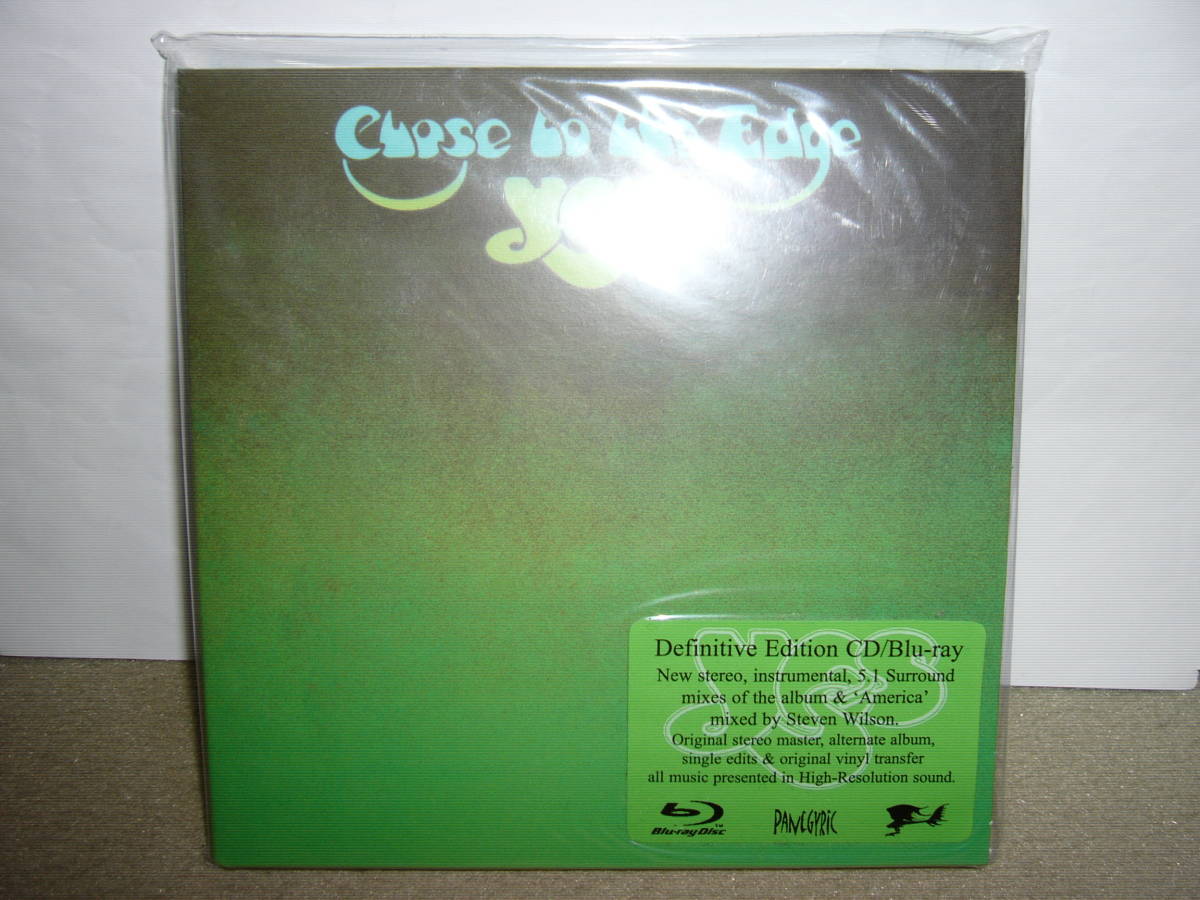 Close to the Edge
Yes
Definitive Edition CD/Blu-ray
New stereo, instrumental, 5.1 Surround
mixes of the album & ‘America’
mixed by Steven Wilson.
Original stereo master, alternate album,
single edits & original vinyl transfer
all music presented in High-Resolution sound.
Yes
Blu-ray Disc™
PANEGYRIC